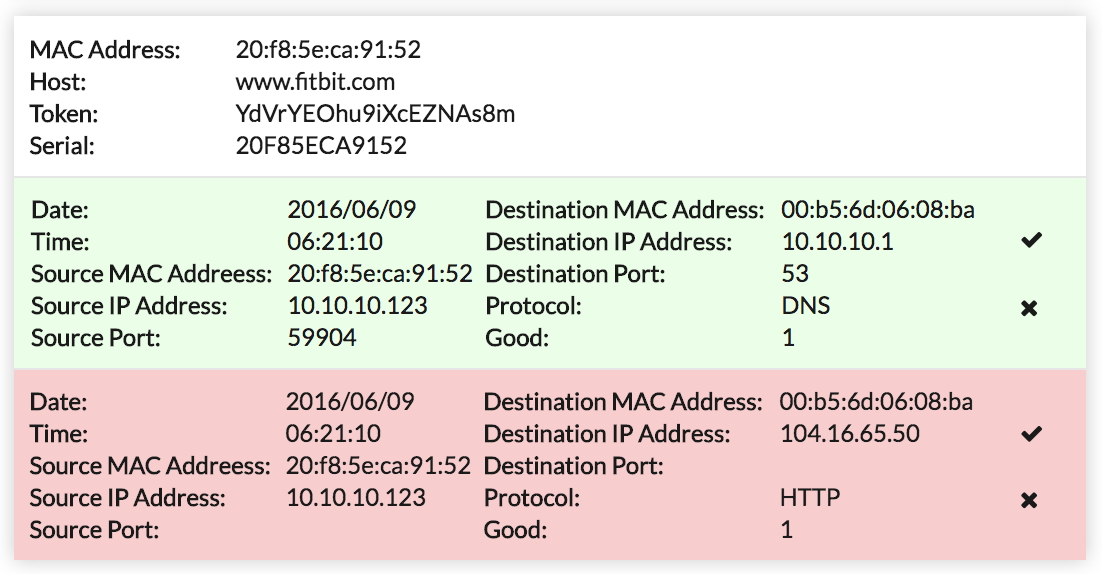 MAC Address: 20:f8:5e:ca:91:52
Host: www.fitbit.com
Token: YdVrYEOhu9iXcEZNAs8m
Serial: 20F85ECA9152
Date: 2016/06/09 Destination MAC Address: 00:b5:6d:06:08:ba
Time: 06:21:10 Destination IP Address: 10.10.10.1
Source MAC Addreess: 20:f8:5e:ca:91:52 Destination Port: 53
Source IP Address: 10.10.10.123 Protocol: DNS
Source Port: 59904 Good: 1
Date: 2016/06/09 Destination MAC Address: 00:b5:6d:06:08:ba
Time: 06:21:10 Destination IP Address: 104.16.65.50
Source MAC Addreess: 20:f8:5e:ca:91:52 Destination Port:
Source IP Address: 10.10.10.123 Protocol: HTTP
Source Port: Good: 1